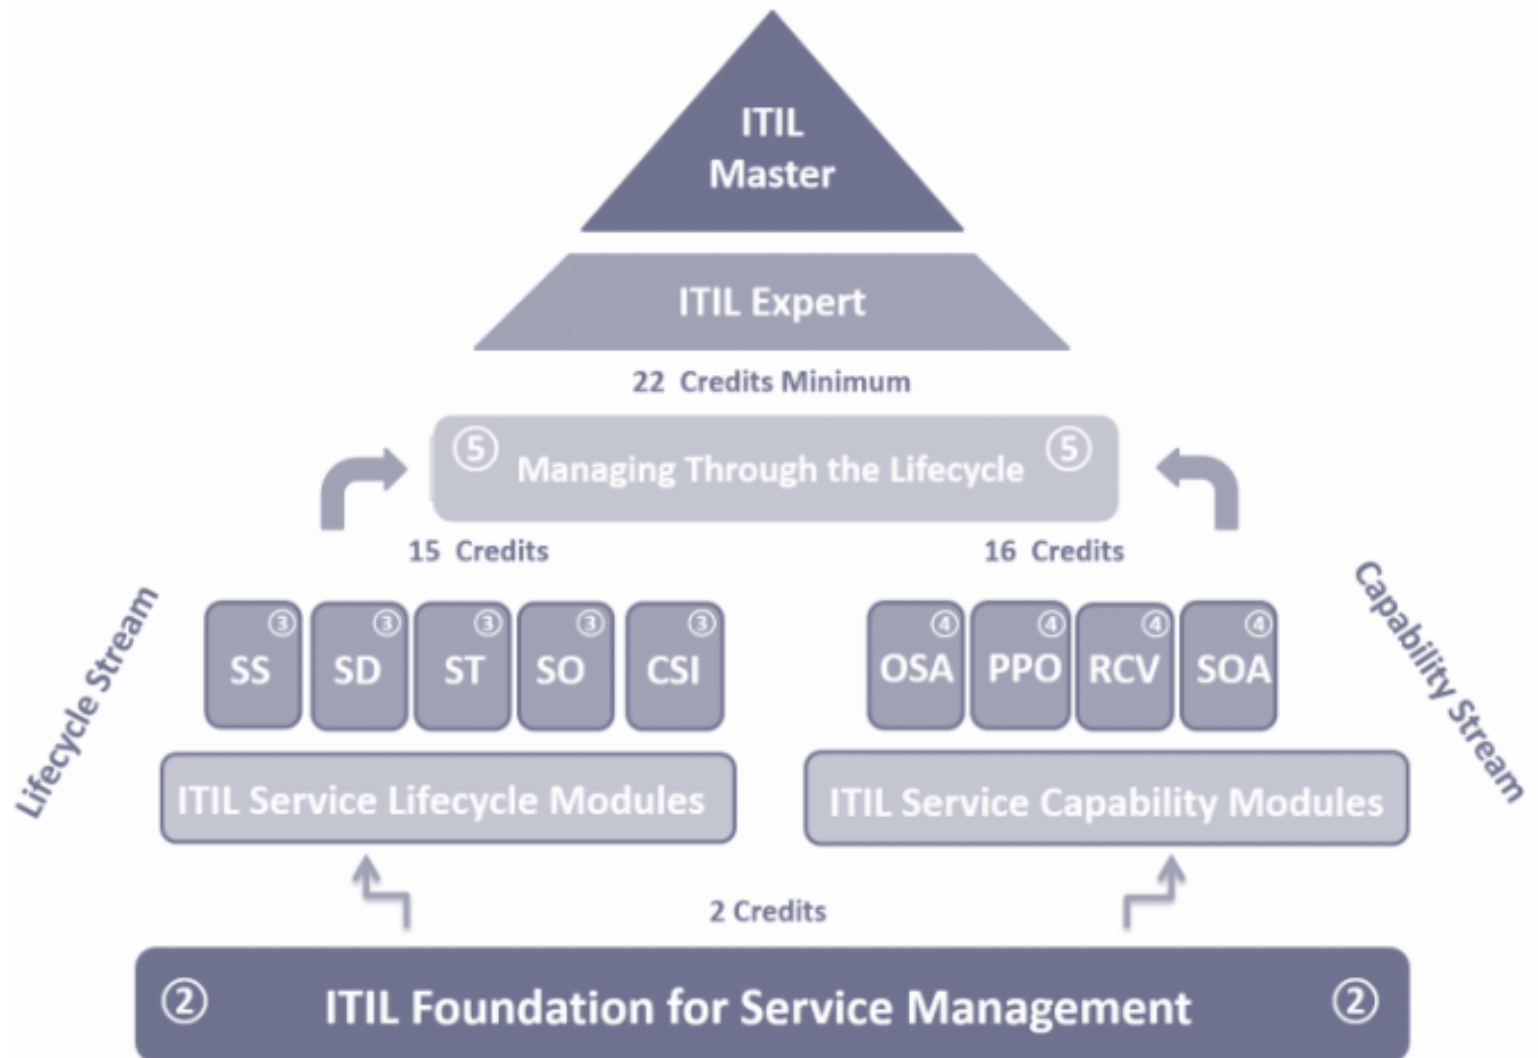 ITIL
Master
ITIL Expert
22 Credits Minimum
⑤ Managing Through the Lifecycle ⑤
15 Credits
16 Credits
Lifecycle Stream
③ ③ ③ ③ ③
SS SD ST SO CSI
④ ④ ④ ④
OSA PPO RCV SOA
Capability Stream
ITIL Service Lifecycle Modules
ITIL Service Capability Modules
2 Credits
② ITIL Foundation for Service Management ②